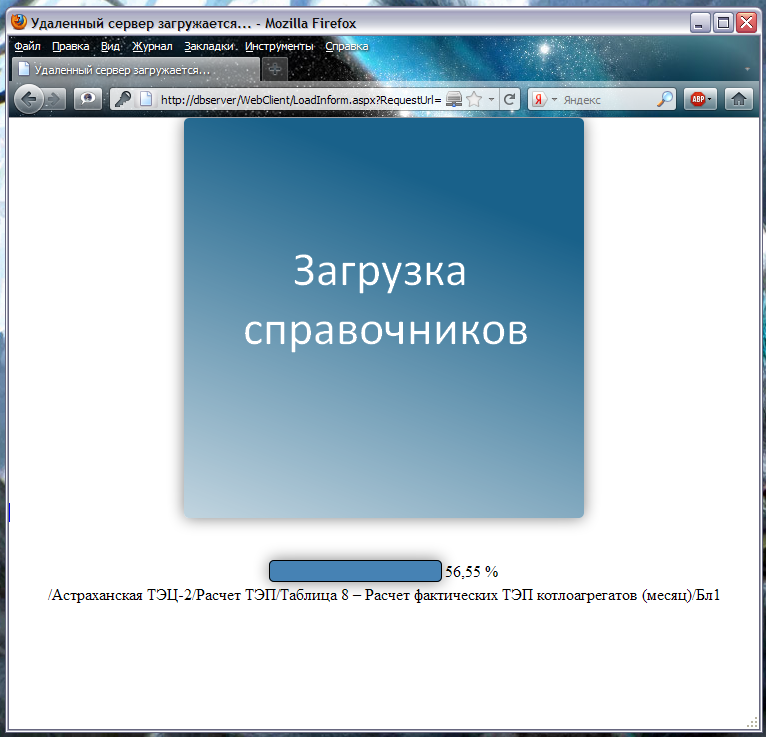 Удаленный сервер загружается... - Mozilla Firefox
Файл Правка Вид Журнал Закладки Инструменты Справка
Удаленный сервер загружается...
http://dbserver/WebClient/LoadInform.aspx?RequestUrl=
Я Яндекс
ABP
Загрузка
справочников
56,55 %
/Астраханская ТЭЦ-2/Расчет ТЭП/Таблица 8 – Расчет фактических ТЭП котлоагрегатов (месяц)/Бл1